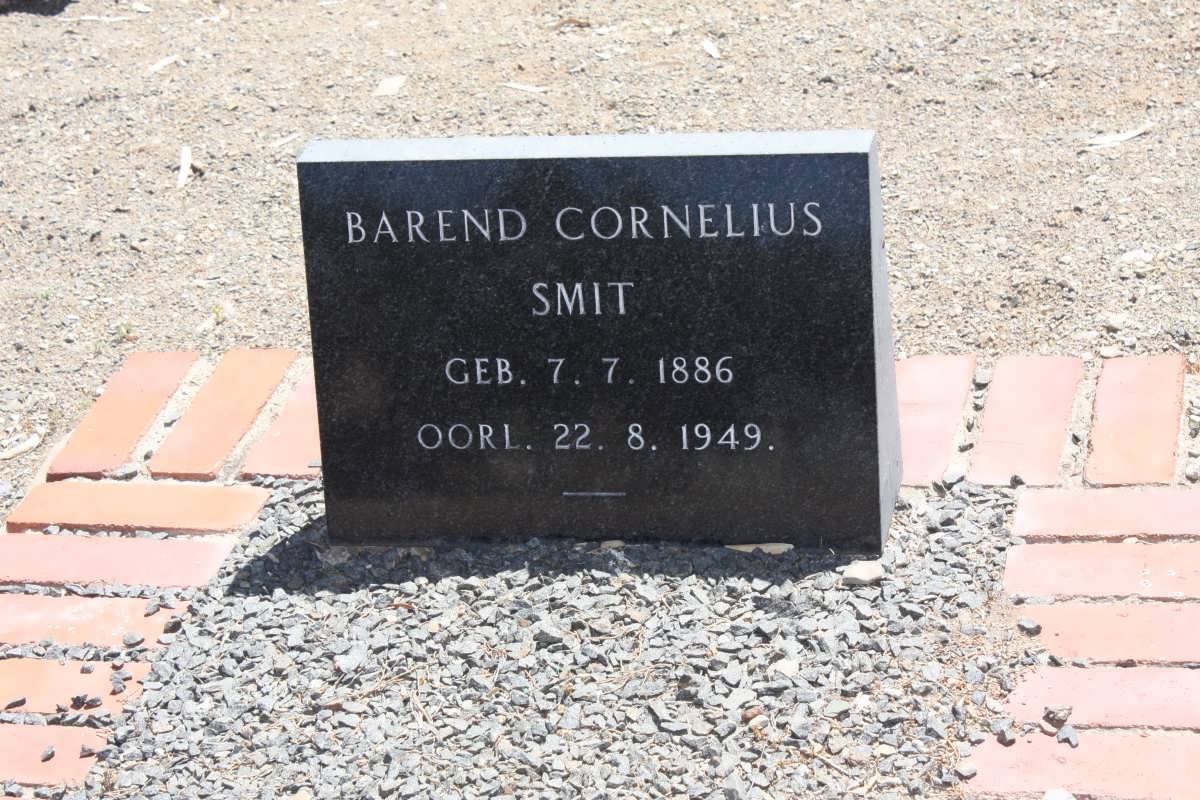 BAREND CORNELIUS
SMIT
GEB. 7. 7. 1886
OORL. 22. 8. 1949.